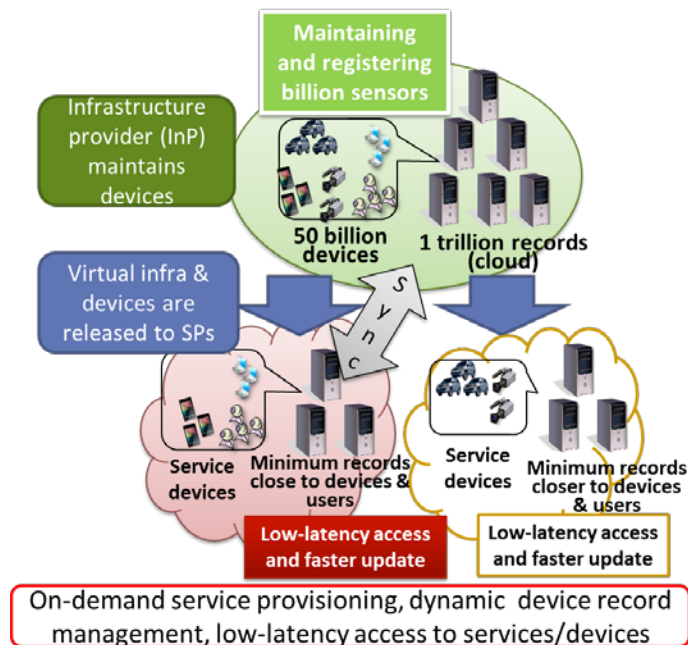 Maintaining
and registering
billion sensors
Infrastructure
provider (InP)
maintains
devices
50 billion
devices
1 trillion records
(cloud)
Virtual infra &
devices are
released to SPs
Sync
Service
devices
Minimum records
close to devices &
users
Service
devices
Minimum records
closer to devices
& users
Low-latency access
and faster update
Low-latency access
and faster update
On-demand service provisioning, dynamic device record
management, low-latency access to services/devices